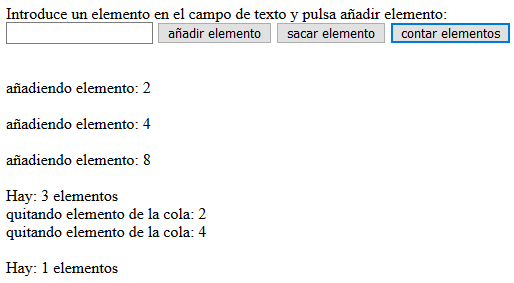 Introduce un elemento en el campo de texto y pulsa añadir elemento:
añadir elemento sacar elemento contar elementos
añadiendo elemento: 2
añadiendo elemento: 4
añadiendo elemento: 8
Hay: 3 elementos
quitando elemento de la cola: 2
quitando elemento de la cola: 4
Hay: 1 elementos